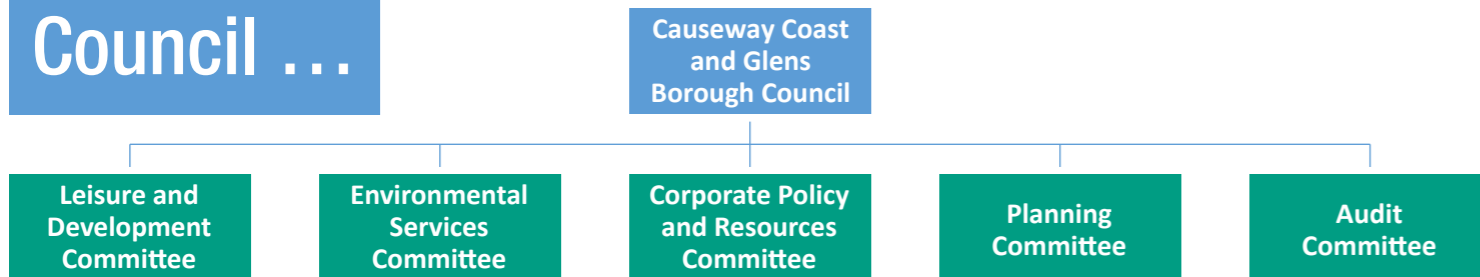 Council ...
Causeway Coast
and Glens
Borough Council
Leisure and
Development
Committee
Environmental
Services
Committee
Corporate Policy
and Resources
Committee
Planning
Committee
Audit
Committee